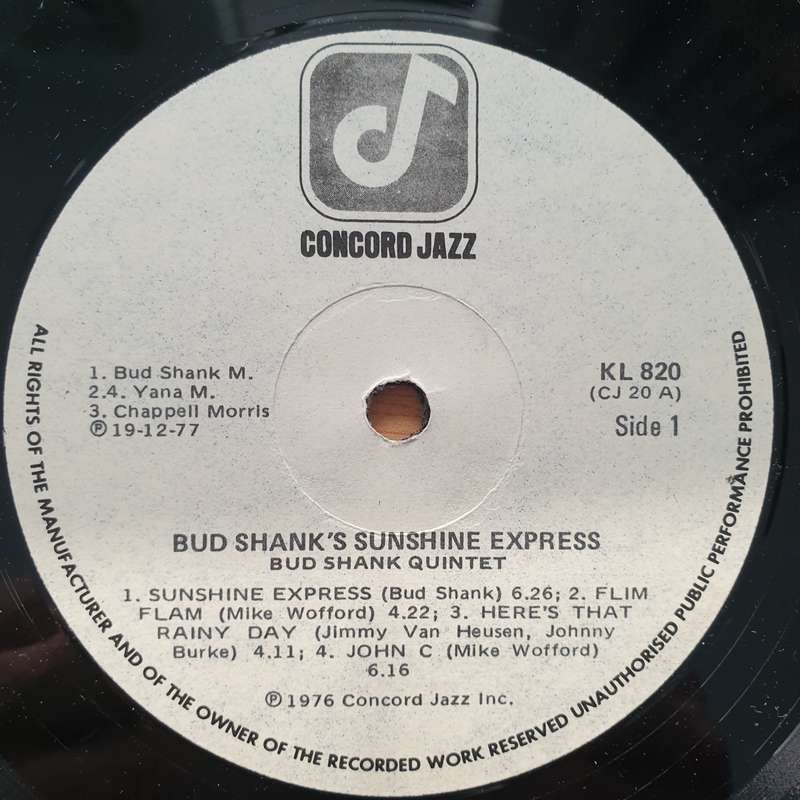 CONCORD JAZZ
1. Bud Shank M.
2.4. Yana M.
3. Chappell Morris
℗ 19-12-77
KL 820
(CJ 20 A)
Side 1
BUD SHANK'S SUNSHINE EXPRESS
BUD SHANK QUINTET
1. SUNSHINE EXPRESS (Bud Shank) 6.26; 2. FLIM
FLAM (Mike Wofford) 4.22; 3. HERE'S THAT
RAINY DAY (Jimmy Van Heusen, Johnny
Burke) 4.11; 4. JOHN C (Mike Wofford)
6.16
℗ 1976 Concord Jazz Inc.
ALL RIGHTS OF THE MANUFACTURER AND OF THE OWNER OF THE RECORDED WORK RESERVED UNAUTHORISED PUBLIC PERFORMANCE PROHIBITED